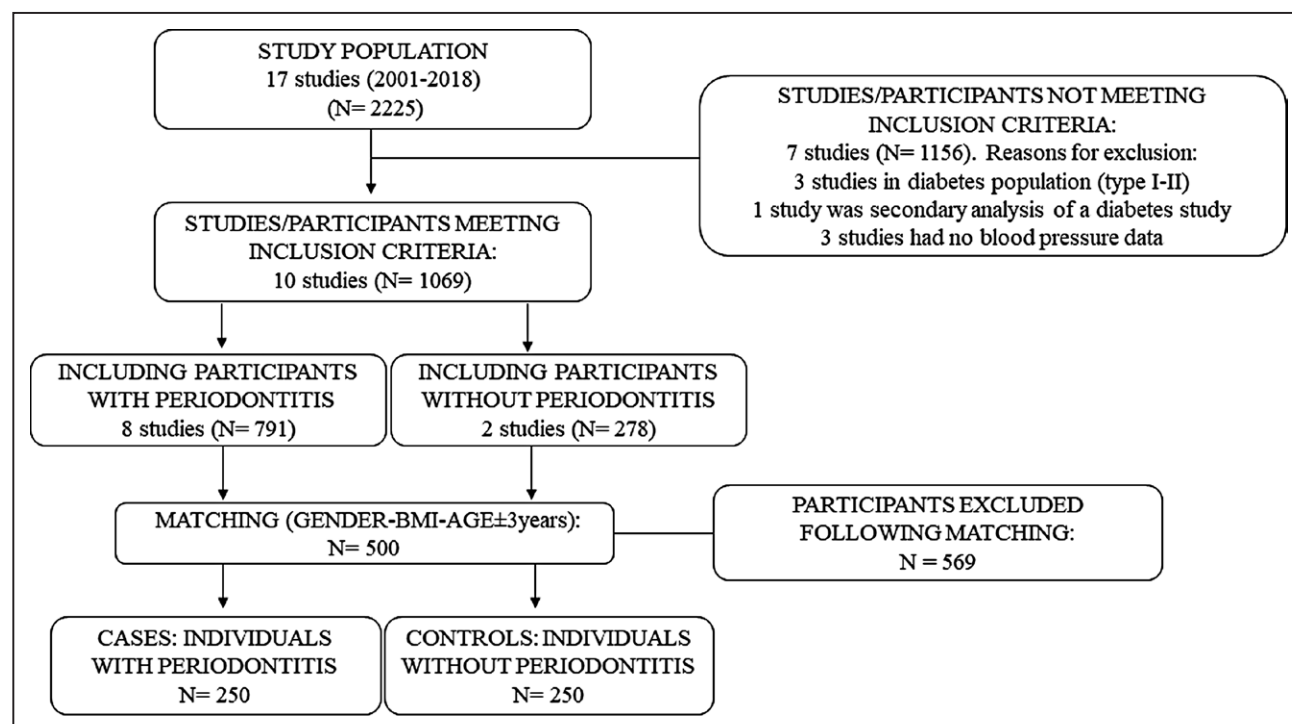 STUDY POPULATION
17 studies (2001-2018)
(N= 2225)
STUDIES/PARTICIPANTS NOT MEETING
INCLUSION CRITERIA:
7 studies (N= 1156). Reasons for exclusion:
3 studies in diabetes population (type I-II)
1 study was secondary analysis of a diabetes study
3 studies had no blood pressure data
STUDIES/PARTICIPANTS MEETING
INCLUSION CRITERIA:
10 studies (N= 1069)
INCLUDING PARTICIPANTS
WITH PERIODONTITIS
8 studies (N= 791)
INCLUDING PARTICIPANTS
WITHOUT PERIODONTITIS
2 studies (N= 278)
MATCHING (GENDER-BMI-AGE±3years):
N= 500
PARTICIPANTS EXCLUDED
FOLLOWING MATCHING:
N = 569
CASES: INDIVIDUALS
WITH PERIODONTITIS
N= 250
CONTROLS: INDIVIDUALS
WITHOUT PERIODONTITIS
N= 250